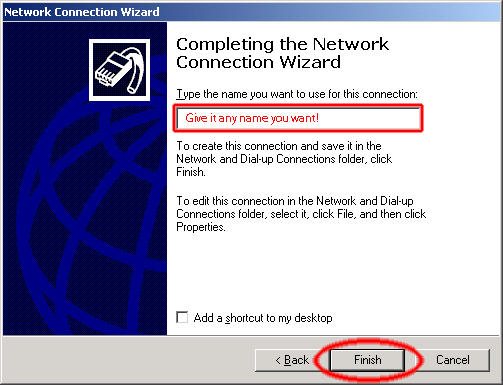 Network Connection Wizard
Completing the Network
Connection Wizard
Type the name you want to use for this connection:
Give it any name you want!
To create this connection and save it in the
Network and Dial-up Connections folder, click
Finish.
To edit this connection in the Network and Dial-up
Connections folder, select it, click File, and then click
Properties.
Add a shortcut to my desktop
< Back
Finish
Cancel